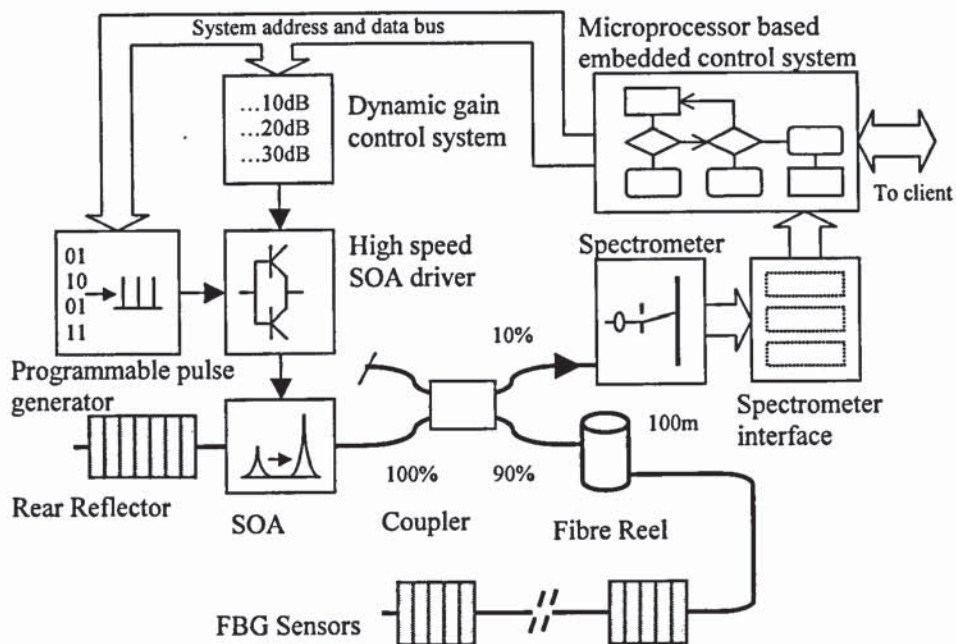 System address and data bus
Microprocessor based
embedded control system
...10dB
...20dB
...30dB
Dynamic gain
control system
To client
01
10
01
11
High speed
SOA driver
Spectrometer
10%
Programmable pulse
generator
Spectrometer
interface
100m
100%
90%
Rear Reflector
SOA
Coupler
Fibre Reel
FBG Sensors